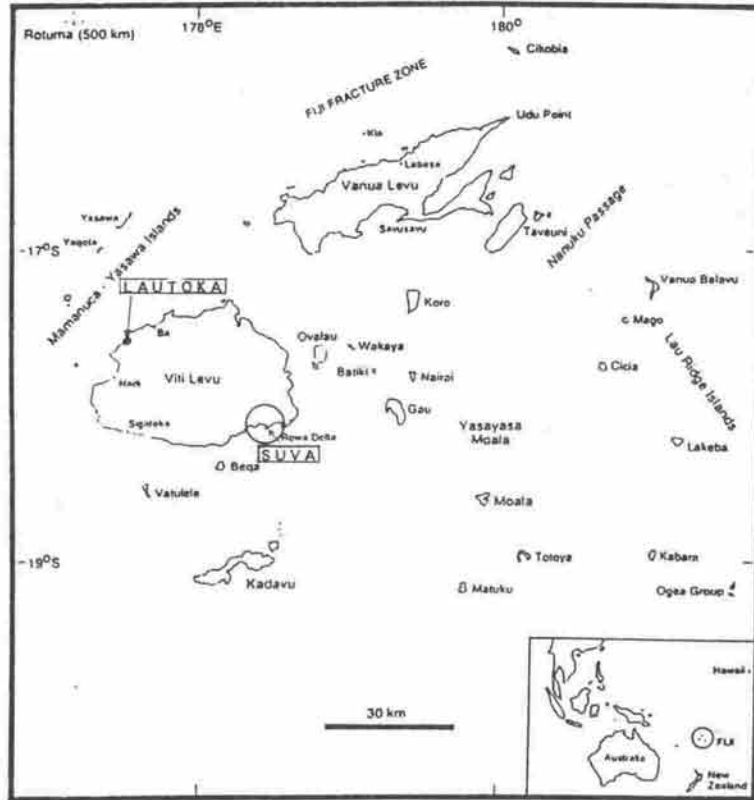 178°E
180°
Rotuma (500 km)
Cikobia
FIJI FRACTURE ZONE
Udu Point
Kia
Labasa
Vanua Levu
Yasawa
Savusavu
Taveuni
Nanuku Passage
Yaqeta
-17°S
Mamanuca - Yasawa Islands
LAUTOKA
Vanua Balavu
Koro
Mago
Ba
Ovalau
Wakaya
Lau Ridge Islands
Viti Levu
Batiki
Nairai
Cicia
Gau
Sigatoka
Rewa Delta
Yasayasa
Moala
Lakeba
SUVA
Beqa
Vatulele
Moala
-19°S
Totoya
Kabara
Kadavu
Matuku
Ogea Group
30 km
Hawaii
FIJI
Australia
New
Zealand